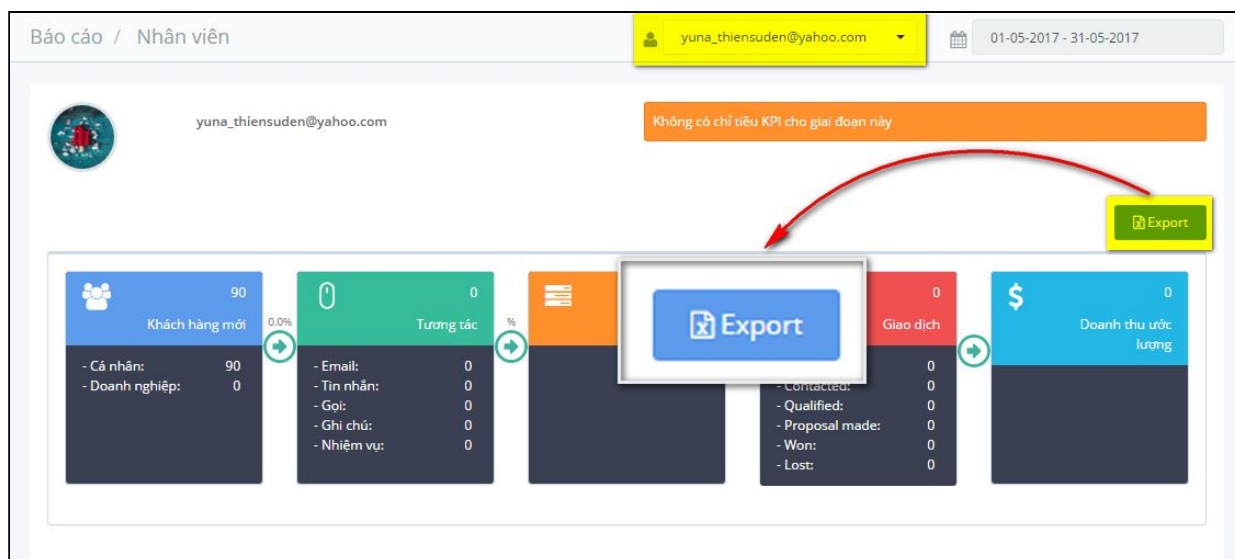 Báo cáo / Nhân viên
yuna_thiensuden@yahoo.com
01-05-2017 - 31-05-2017
yuna_thiensuden@yahoo.com
Không có chỉ tiêu KPI cho giai đoạn này
Export
90
Khách hàng mới
- Cá nhân: 90
- Doanh nghiệp: 0
0.0%
0
Tương tác
- Email: 0
- Tin nhắn: 0
- Gọi: 0
- Ghi chú: 0
- Nhiệm vụ: 0
%
Export
0
Giao dịch
0
- Contacted: 0
- Qualified: 0
- Proposal made: 0
- Won: 0
- Lost: 0
$ 0
Doanh thu ước
lượng